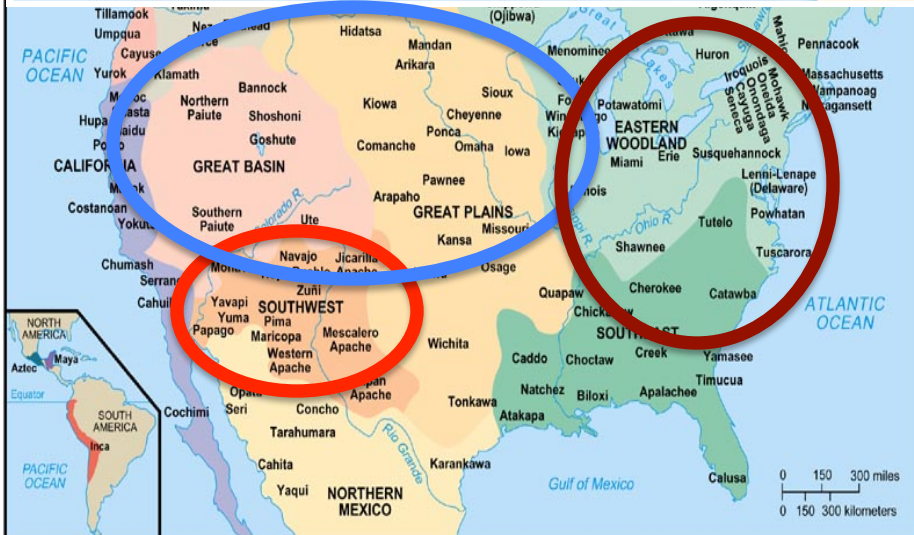 (Ojibwa)
Tillamook
Umpqua
Hidatsa
Huron
Pennacook
PACIFIC
OCEAN
Cayuse
Mandan
Arikara
Menominee
Iroquois
Mohawk
Oneida
Onondaga
Cayuga
Seneca
Massachusetts
Yurok
Klamath
Bannock
Sioux
Great
Lakes
Northern
Paiute
Shoshoni
Kiowa
Cheyenne
Potawatomi
Hupa
Goshute
Ponca
EASTERN
WOODLAND
Comanche
Omaha
Iowa
Miami
Erie
Susquehannock
CALIFORNIA
GREAT BASIN
Pawnee
Lenni-Lenape
(Delaware)
Arapaho
Costanoan
Southern
Paiute
Ute
Colorado R.
GREAT PLAINS
Ohio R.
Tutelo
Powhatan
Missouri
Kansa
Shawnee
Tuscarora
Chumash
Navajo
Jicarilla
Apache
Osage
Zuñi
Yavapi
Yuma
SOUTHWEST
Quapaw
Cherokee
Catawba
ATLANTIC
OCEAN
Papago
Pima
Maricopa
Mescalero
Apache
Western
Apache
Wichita
Caddo
Choctaw
Creek
Yamasee
Timucua
NORTH
AMERICA
Aztec
Maya
Equator
SOUTH
AMERICA
Inca
PACIFIC
OCEAN
Seri
Concho
Cochimi
Tarahumara
Tonkawa
Natchez
Biloxi
Apalachee
Atakapa
Rio Grande
Cahita
Yaqui
Karankawa
NORTHERN
MEXICO
Gulf of Mexico
Calusa
0 150 300 miles
0 150 300 kilometers